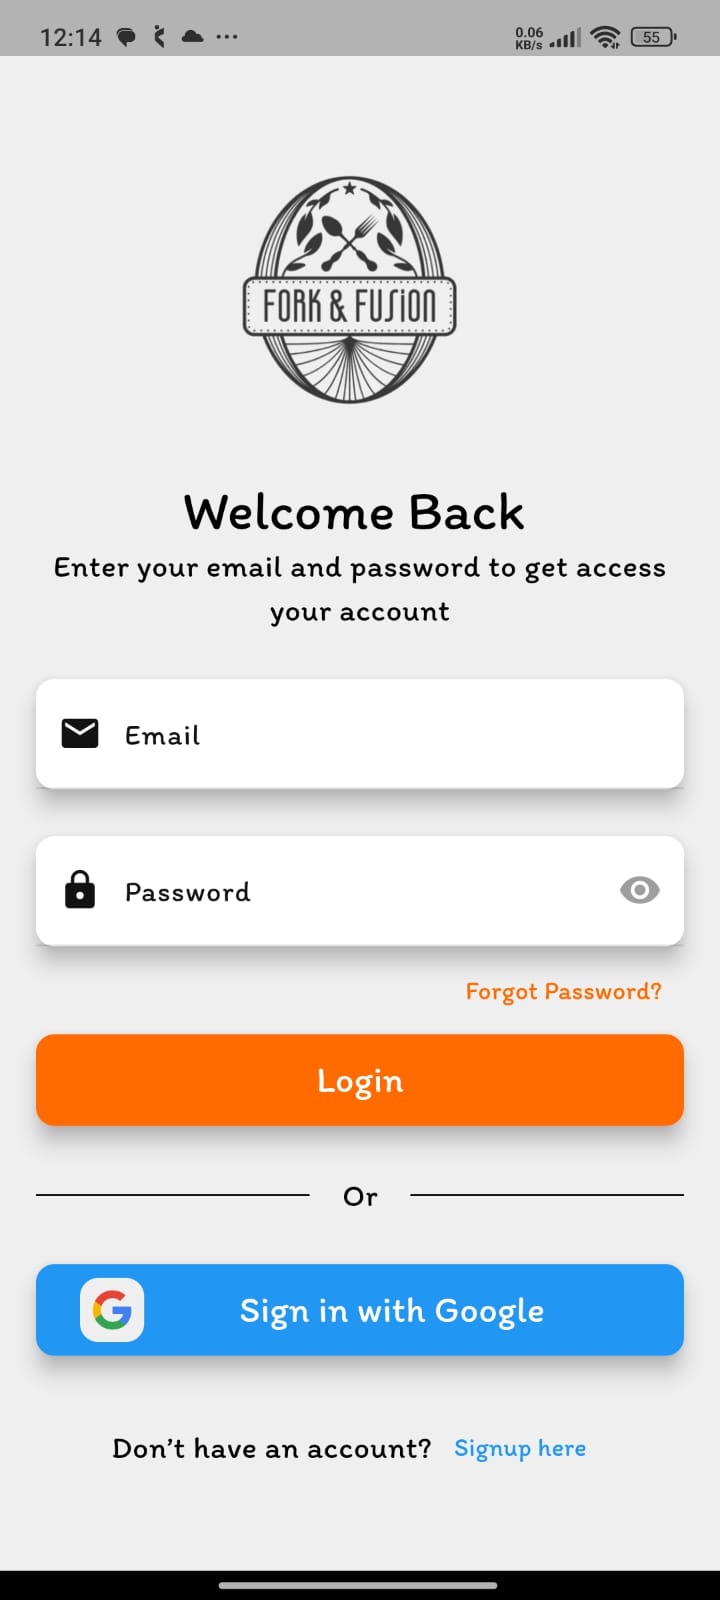 12:14
0.06
KB/s
55
FORK & FUSION
Welcome Back
Enter your email and password to get access
your account
Email
Password
Forgot Password?
Login
Or
G
Sign in with Google
Don't have an account? Signup here